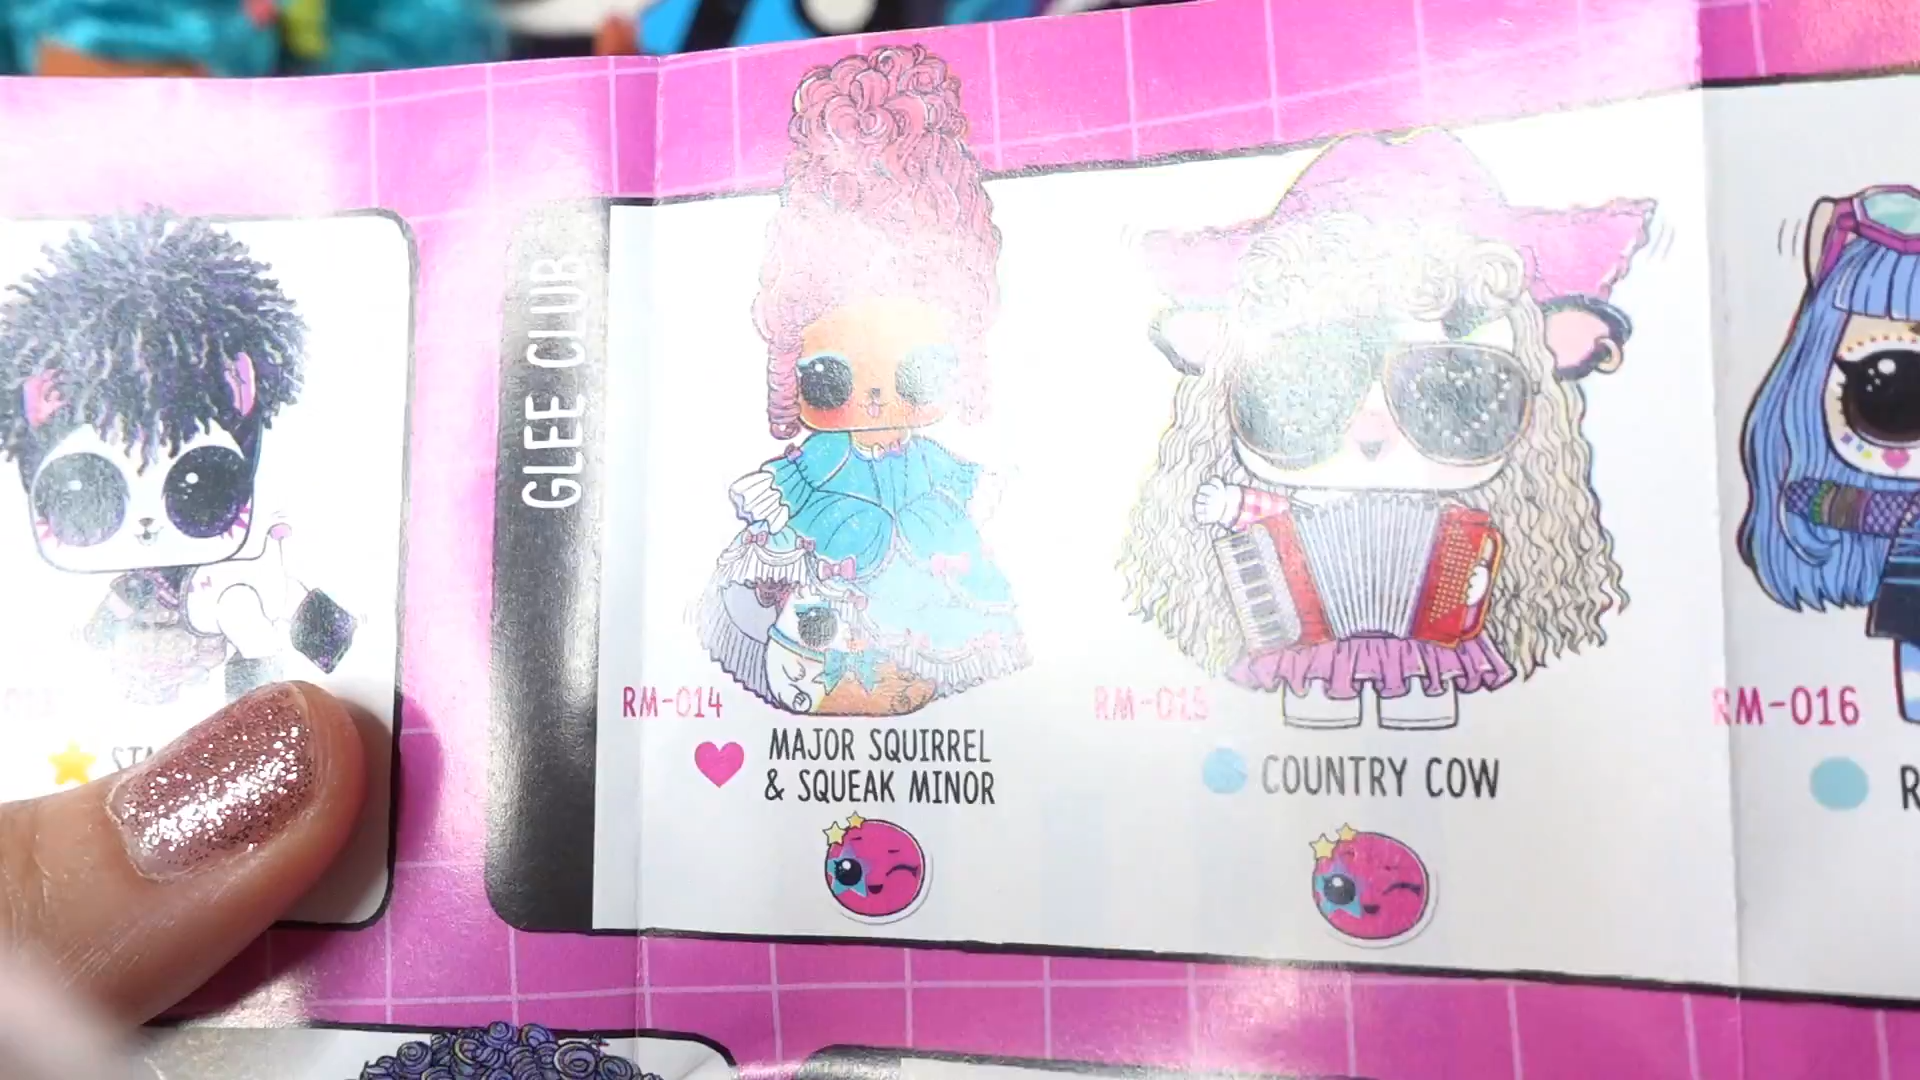 GLEE CLUB
RM-014
MAJOR SQUIRREL
& SQUEAK MINOR
RM-015
COUNTRY COW
RM-016